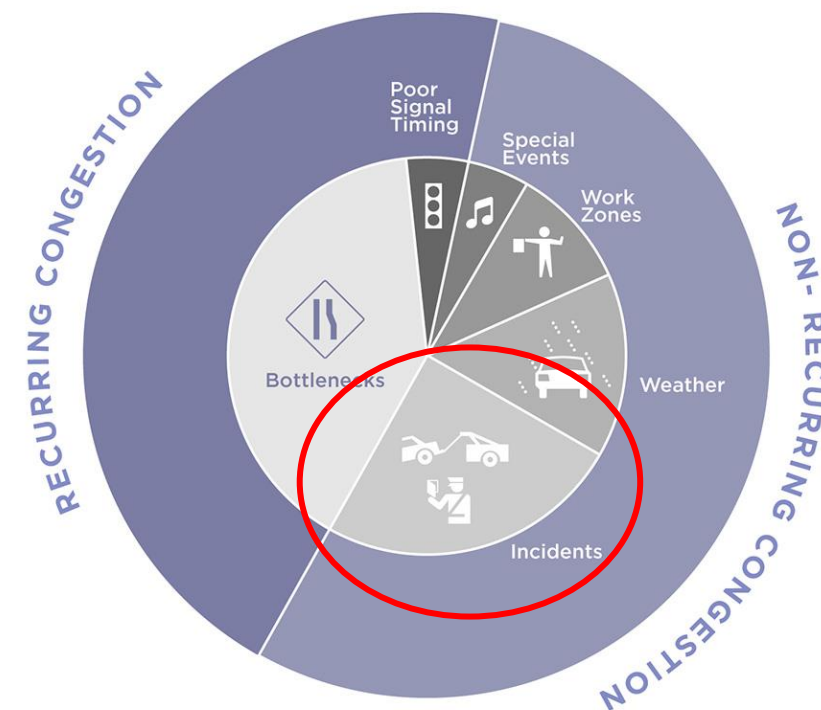 RECURRING CONGESTION
Poor
Signal
Timing
Special
Events
Work
Zones
NON- RECURRING CONGESTION
Bottlenecks
Weather
Incidents